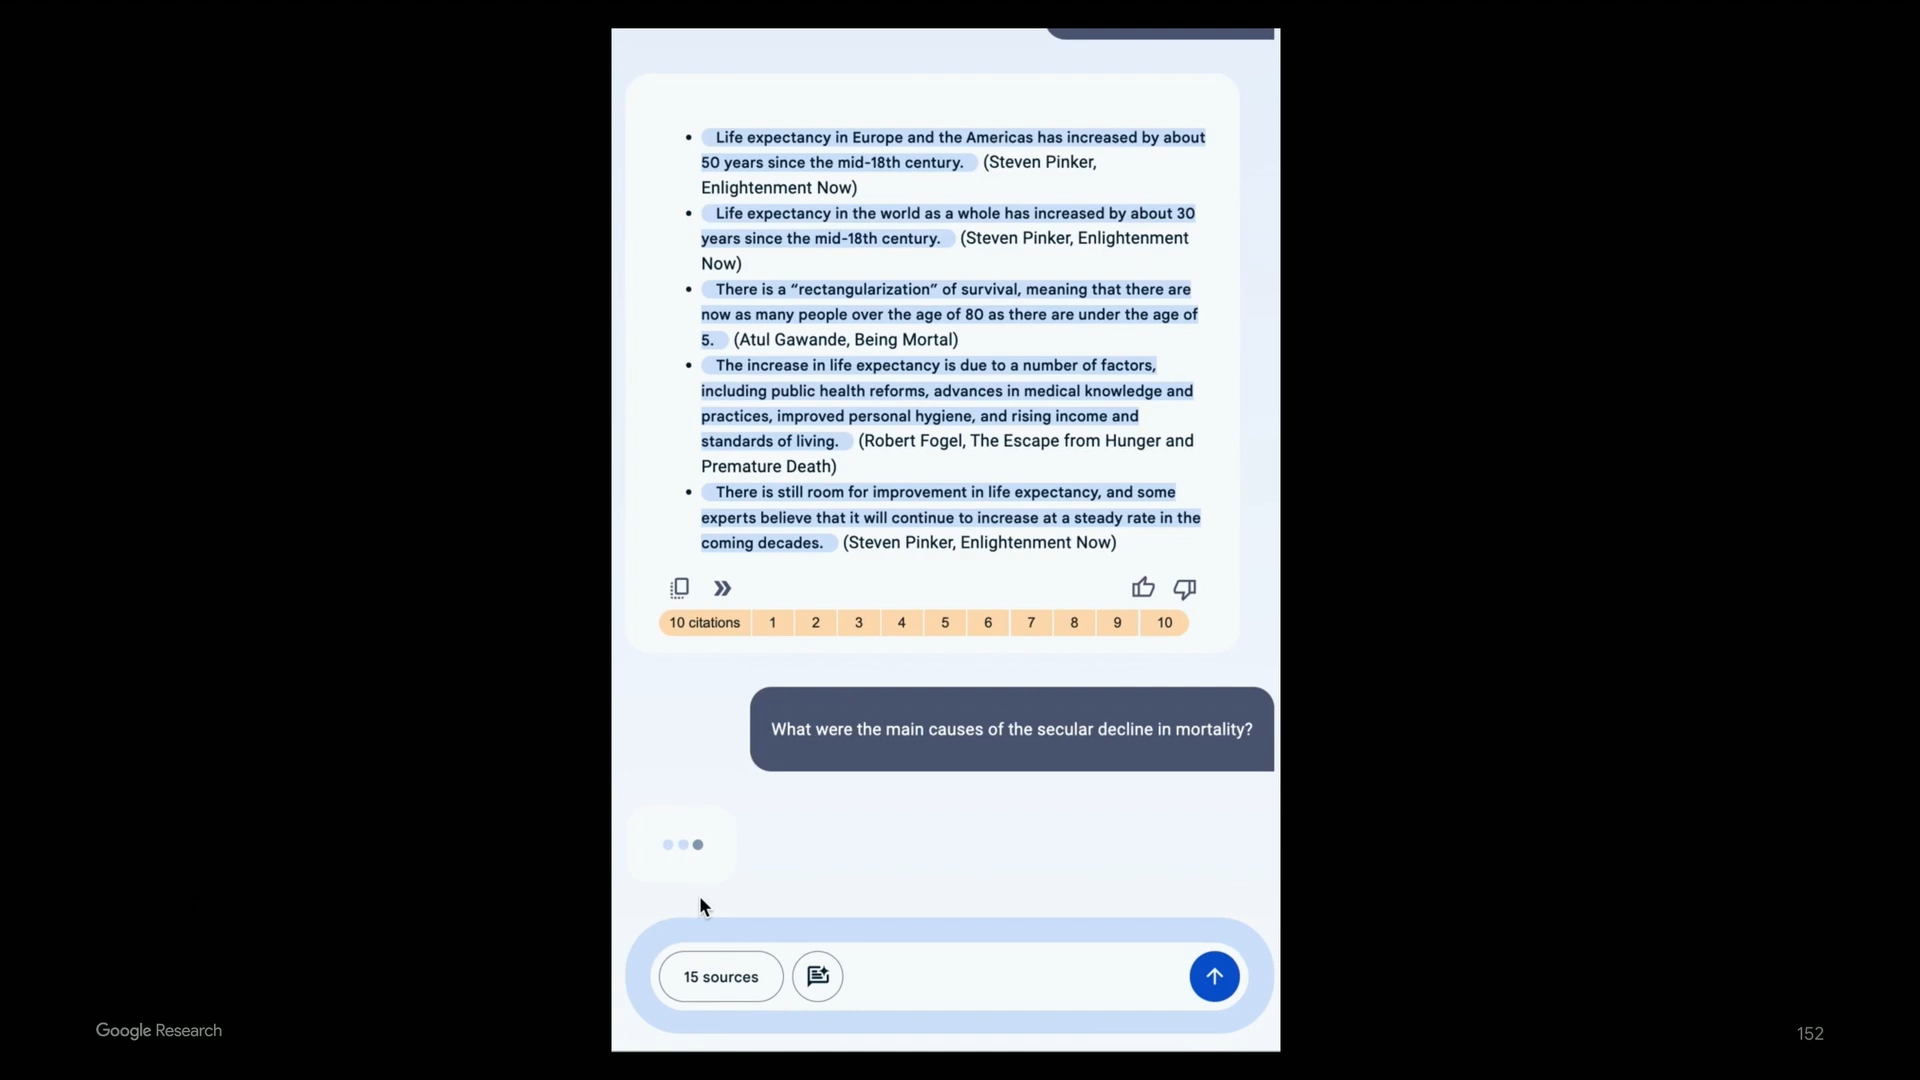 Life expectancy in Europe and the Americas has increased by about
50 years since the mid-18th century. (Steven Pinker,
Enlightenment Now)
Life expectancy in the world as a whole has increased by about 30
years since the mid-18th century. (Steven Pinker, Enlightenment
Now)
There is a “rectangularization” of survival, meaning that there are
now as many people over the age of 80 as there are under the age of
5. (Atul Gawande, Being Mortal)
The increase in life expectancy is due to a number of factors,
including public health reforms, advances in medical knowledge and
practices, improved personal hygiene, and rising income and
standards of living. (Robert Fogel, The Escape from Hunger and
Premature Death)
There is still room for improvement in life expectancy, and some
experts believe that it will continue to increase at a steady rate in the
coming decades. (Steven Pinker, Enlightenment Now)
10 citations 1 2 3 4 5 6 7 8 9 10
What were the main causes of the secular decline in mortality?
15 sources
Google Research
152